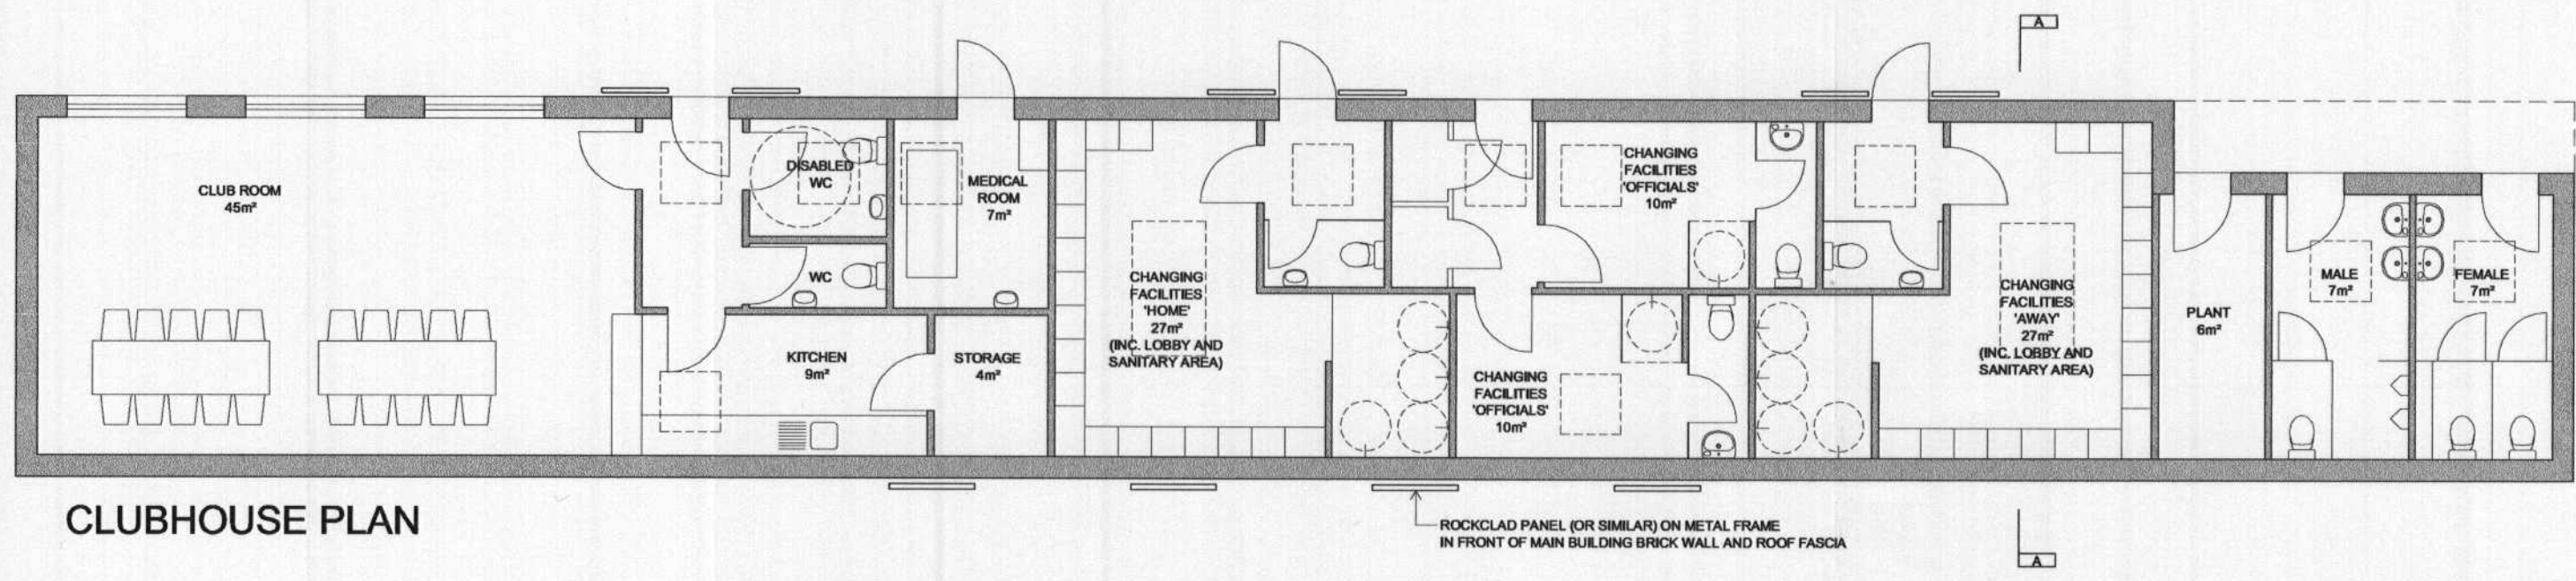 A
CLUB ROOM
45m²
DISABLED
WC
WC
MEDICAL
ROOM
7m²
KITCHEN
9m²
STORAGE
4m²
CHANGING
FACILITIES
'HOME'
27m²
(INC. LOBBY AND
SANITARY AREA)
CHANGING
FACILITIES
'OFFICIALS'
10m²
CHANGING
FACILITIES
'OFFICIALS'
10m²
CHANGING
FACILITIES
'AWAY'
27m²
(INC. LOBBY AND
SANITARY AREA)
PLANT
6m²
MALE
7m²
FEMALE
7m²
CLUBHOUSE PLAN
ROCKCLAD PANEL (OR SIMILAR) ON METAL FRAME
IN FRONT OF MAIN BUILDING BRICK WALL AND ROOF FASCIA
A